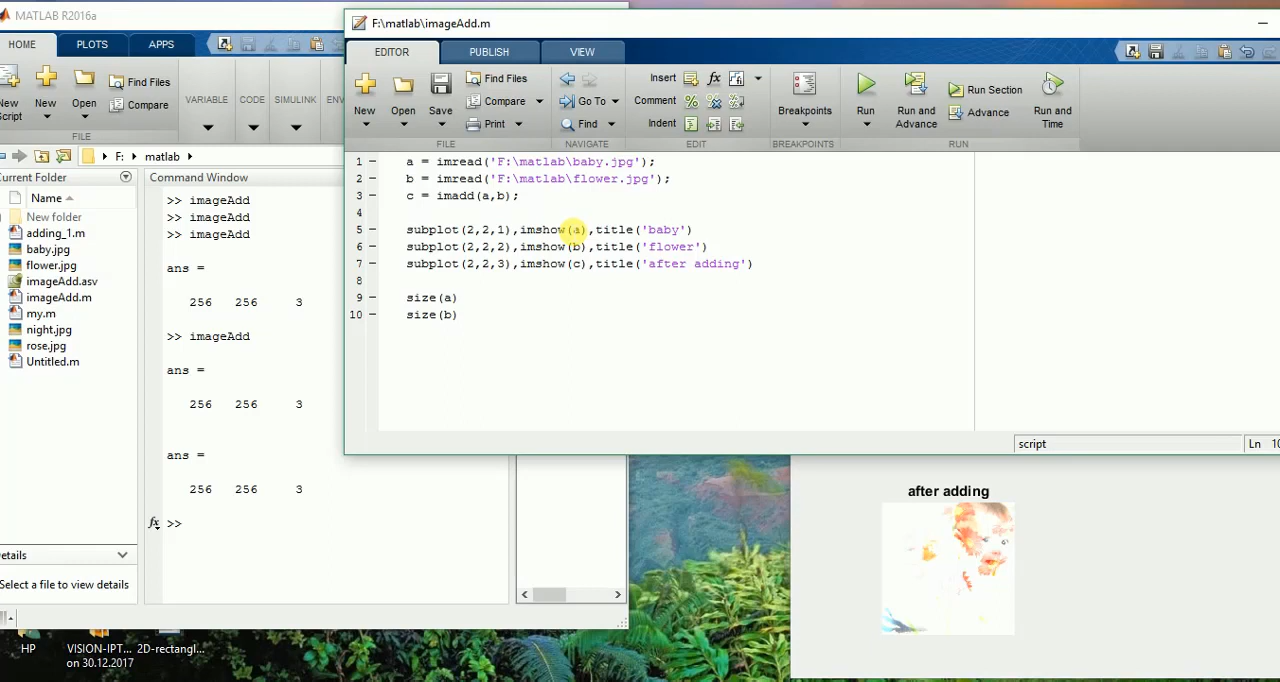 MATLAB R2016a
F:\matlab\imageAdd.m
HOME
PLOTS
APPS
EDITOR
PUBLISH
VIEW
New
Script
New
Open
Find Files
Compare
FILE
VARIABLE
CODE
SIMULINK
New
Open
Save
Find Files
Compare
Print
FILE
Go To
Find
NAVIGATE
Insert
fx
Comment
Indent
EDIT
Breakpoints
BREAKPOINTS
Run
Run and
Advance
Run Section
Advance
Run and
Time
RUN
F:
matlab
Current Folder
Name
New folder
adding_1.m
baby.jpg
flower.jpg
imageAdd.asv
imageAdd.m
my.m
night.jpg
rose.jpg
Untitled.m
Details
Select a file to view details
Command Window
>> imageAdd
>> imageAdd
>> imageAdd
ans =
256 256 3
>> imageAdd
ans =
256 256 3
ans =
256 256 3
fx >>
1 a = imread('F:\matlab\baby.jpg');
2 b = imread('F:\matlab\flower.jpg');
3 c = imadd(a,b);
4
5 subplot(2,2,1),imshow(a),title('baby')
6 subplot(2,2,2),imshow(b),title('flower')
7 subplot(2,2,3),imshow(c),title('after adding')
8
9 size(a)
10 size(b)
script
Ln
after adding
HP
VISION-IPT...
on 30.12.2017
2D-rectangl...